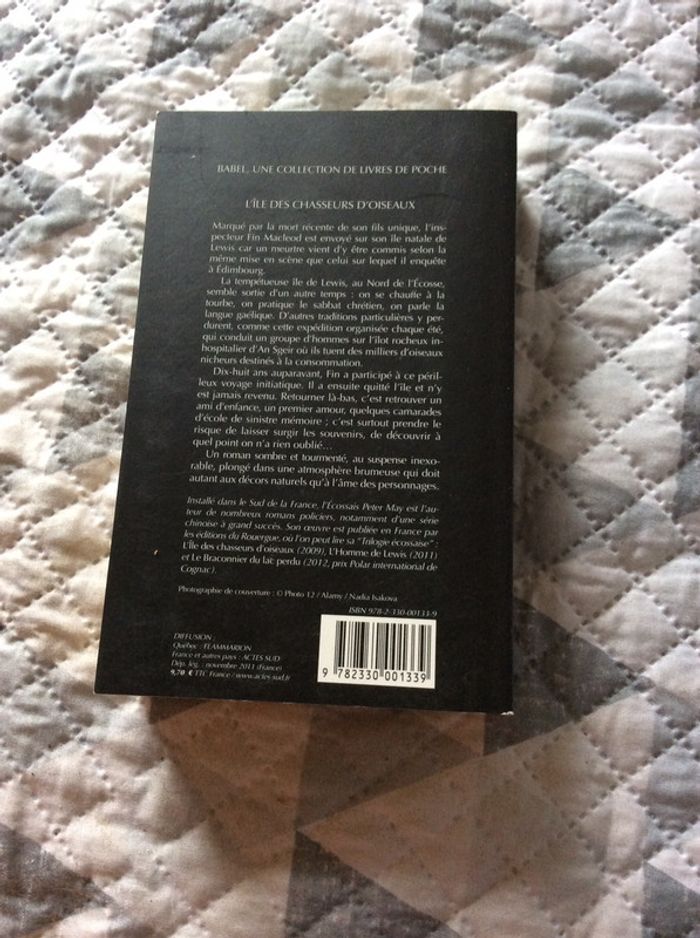 BABEL, UNE COLLECTION DE LIVRES DE POCHE
L'ÎLE DES CHASSEURS D'OISEAUX
Marqué par la mort récente de son fils unique, l'ins-
pecteur Fin Macleod est envoyé sur son île natale de
Lewis car un meurtre vient d'y être commis selon la
même mise en scène que celui sur lequel il enquête
à Édimbourg.
La tempétueuse île de Lewis, au Nord de l'Écosse,
semble sortie d'un autre temps : on se chauffe à la
tourbe, on pratique le sabbat chrétien, on parle la
langue gaélique. D'autres traditions particulières y per-
durent, comme cette expédition organisée chaque été,
qui conduit un groupe d'hommes sur l'îlot rocheux in-
hospitalier d'An Sgeir où ils tuent des milliers d'oiseaux
nicheurs destinés à la consommation.
Dix-huit ans auparavant, Fin a participé à ce péril-
leux voyage initiatique. Il a ensuite quitté l'île et n'y
est jamais revenu. Retourner là-bas, c'est retrouver un
ami d'enfance, un premier amour, quelques camarades
d'école de sinistre mémoire ; c'est surtout prendre le
risque de laisser surgir les souvenirs, de découvrir à
quel point on n'a rien oublié...
Un roman sombre et tourmenté, au suspense inexo-
rable, plongé dans une atmosphère brumeuse qui doit
autant aux décors naturels qu'à l'âme des personnages.
Installé dans le Sud de la France, l'Écossais Peter May est l'au-
teur de nombreux romans policiers, notamment d'une série
chinoise à grand succès. Son œuvre est publiée en France par
les éditions du Rouergue, où l'on peut lire sa "Trilogie écossaise" :
L'Île des chasseurs d'oiseaux (2009), L'Homme de Lewis (2011)
et Le Braconnier du lac perdu (2012, prix Polar international de
Cognac).
Photographie de couverture : © Photo 12 / Alamy / Nadia Isakova
ISBN 978-2-330-00133-9
DIFFUSION :
Québec : FLAMMARION
France et autres pays : ACTES SUD
Dép. lég. : novembre 2011 (France)
9,70 € TTC France / www.actes-sud.fr
9 782330 001339